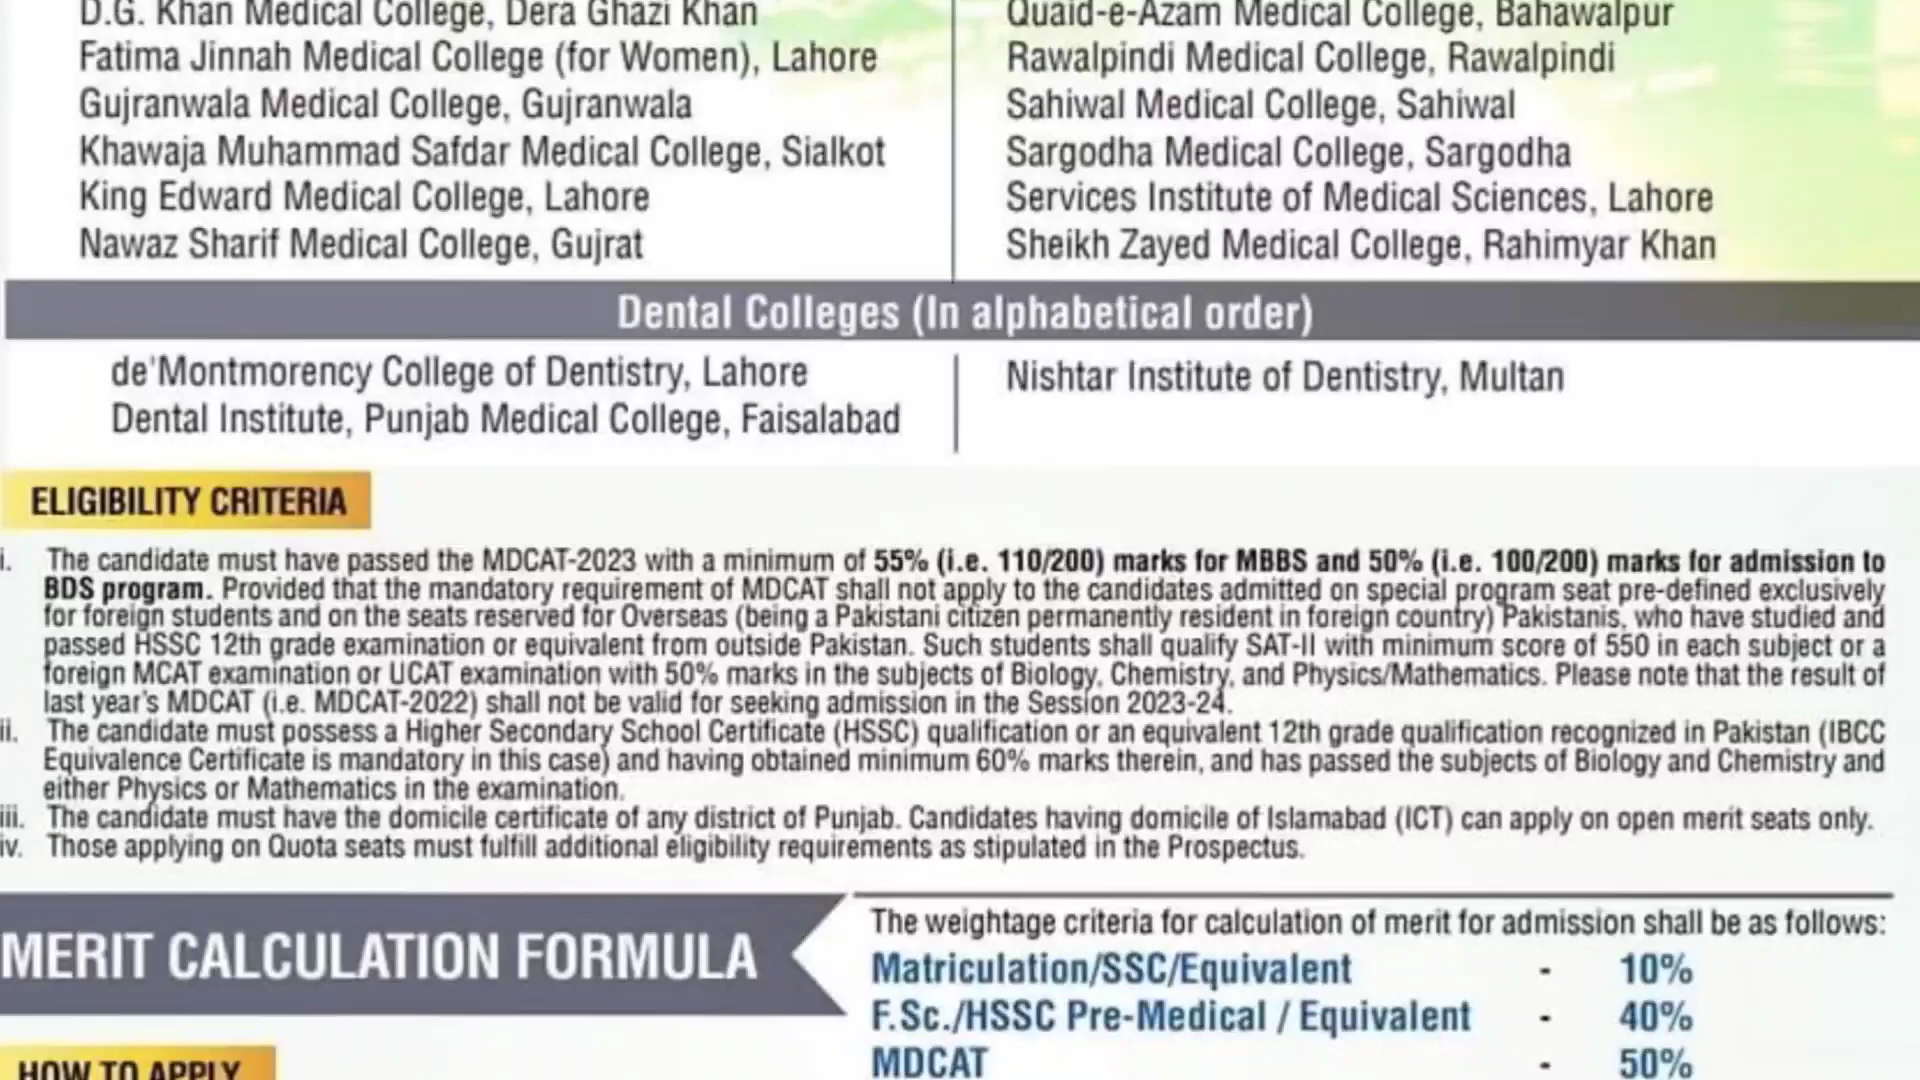 D.G. Khan Medical College, Dera Ghazi Khan
Fatima Jinnah Medical College (for Women), Lahore
Gujranwala Medical College, Gujranwala
Khawaja Muhammad Safdar Medical College, Sialkot
King Edward Medical College, Lahore
Nawaz Sharif Medical College, Gujrat
Quaid-e-Azam Medical College, Bahawalpur
Rawalpindi Medical College, Rawalpindi
Sahiwal Medical College, Sahiwal
Sargodha Medical College, Sargodha
Services Institute of Medical Sciences, Lahore
Sheikh Zayed Medical College, Rahimyar Khan
Dental Colleges (In alphabetical order)
de'Montmorency College of Dentistry, Lahore
Dental Institute, Punjab Medical College, Faisalabad
Nishtar Institute of Dentistry, Multan
ELIGIBILITY CRITERIA
i. The candidate must have passed the MDCAT-2023 with a minimum of 55% (i.e. 110/200) marks for MBBS and 50% (i.e. 100/200) marks for admission to
BDS program. Provided that the mandatory requirement of MDCAT shall not apply to the candidates admitted on special program seat pre-defined exclusively
for foreign students and on the seats reserved for Overseas (being a Pakistani citizen permanently resident in foreign country) Pakistanis, who have studied and
passed HSSC 12th grade examination or equivalent from outside Pakistan. Such students shall qualify SAT-II with minimum score of 550 in each subject or a
foreign MCAT examination or UCAT examination with 50% marks in the subjects of Biology, Chemistry, and Physics/Mathematics. Please note that the result of
last year's MDCAT (i.e. MDCAT-2022) shall not be valid for seeking admission in the Session 2023-24.
ii. The candidate must possess a Higher Secondary School Certificate (HSSC) qualification or an equivalent 12th grade qualification recognized in Pakistan (IBCC
Equivalence Certificate is mandatory in this case) and having obtained minimum 60% marks therein, and has passed the subjects of Biology and Chemistry and
either Physics or Mathematics in the examination.
iii. The candidate must have the domicile certificate of any district of Punjab. Candidates having domicile of Islamabad (ICT) can apply on open merit seats only.
iv. Those applying on Quota seats must fulfill additional eligibility requirements as stipulated in the Prospectus.
MERIT CALCULATION FORMULA
The weightage criteria for calculation of merit for admission shall be as follows:
Matriculation/SSC/Equivalent - 10%
F.Sc./HSSC Pre-Medical / Equivalent - 40%
MDCAT - 50%
HOW TO APPLY